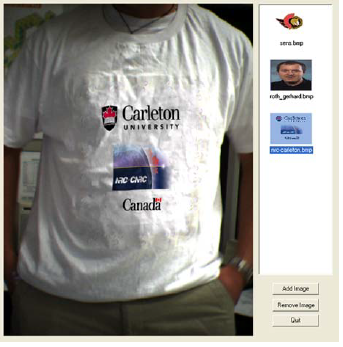 Carleton
UNIVERSITY
NRC·CNRC
Canada
sens.bmp
roth_gerhard.bmp
nrc-carleton.bmp
Add Image
Remove Image
Quit